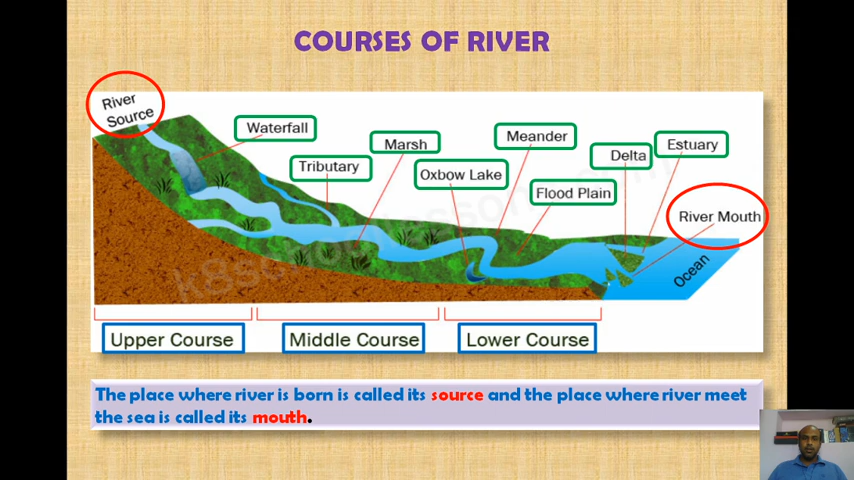 COURSES OF RIVER
River
Source
Waterfall
Tributary
Marsh
Oxbow Lake
Meander
Flood Plain
Delta
Estuary
River Mouth
Ocean
Upper Course
Middle Course
Lower Course
The place where river is born is called its source and the place where river meet
the sea is called its mouth.